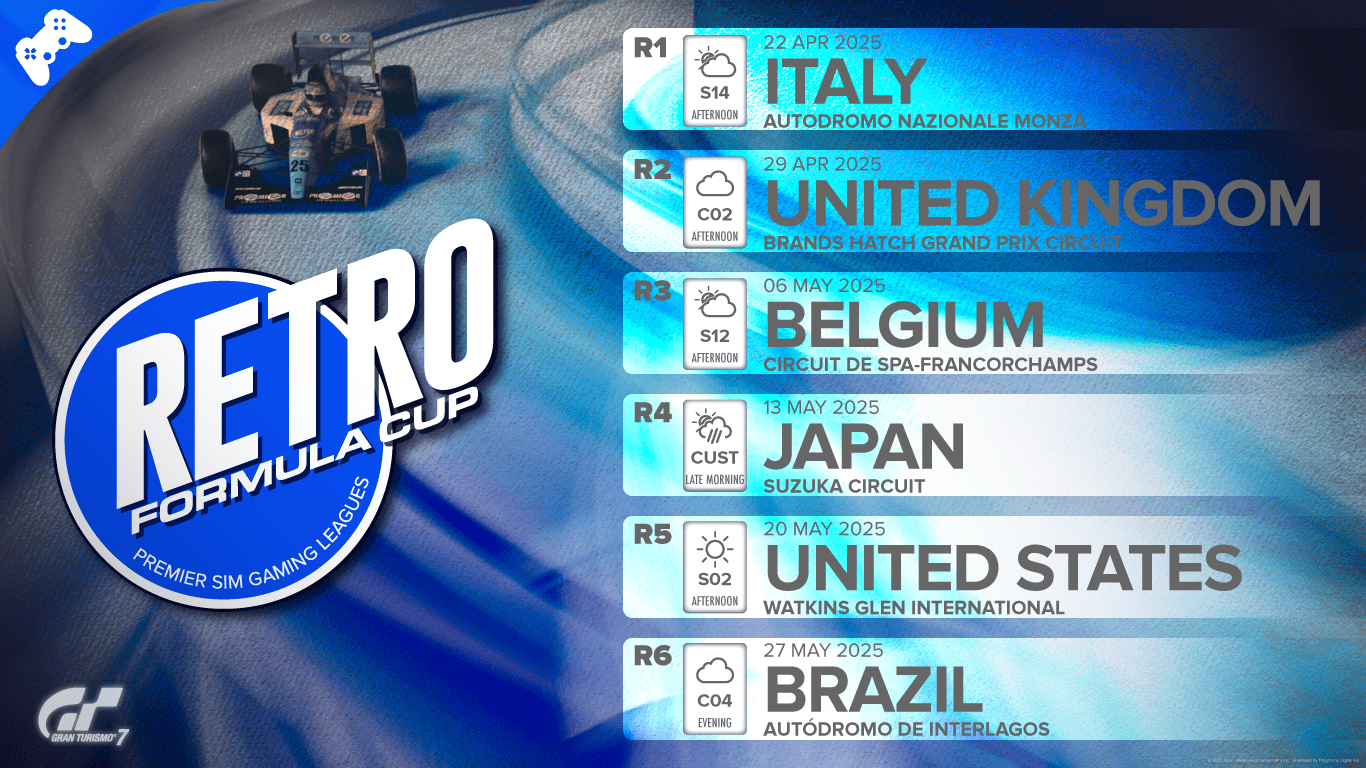 25
RETRO
FORMULA CUP
PREMIER SIM GAMING LEAGUES
GRAN TURISMO 7
R1
S14
AFTERNOON
22 APR 2025
ITALY
AUTODROMO NAZIONALE MONZA
R2
C02
AFTERNOON
29 APR 2025
UNITED KINGDOM
BRANDS HATCH GRAND PRIX CIRCUIT
R3
S12
AFTERNOON
06 MAY 2025
BELGIUM
CIRCUIT DE SPA-FRANCORCHAMPS
R4
CUST
LATE MORNING
13 MAY 2025
JAPAN
SUZUKA CIRCUIT
R5
S02
AFTERNOON
20 MAY 2025
UNITED STATES
WATKINS GLEN INTERNATIONAL
R6
C04
EVENING
27 MAY 2025
BRAZIL
AUTÓDROMO DE INTERLAGOS